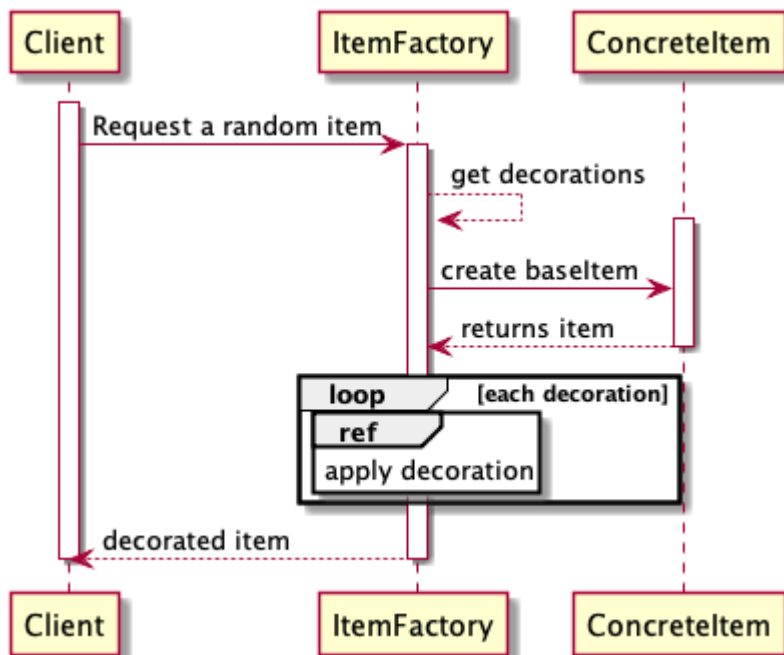 Client ItemFactory ConcreteItem
Request a random item
get decorations
create baseItem
returns item
loop [each decoration]
ref
apply decoration
decorated item
Client ItemFactory ConcreteItem